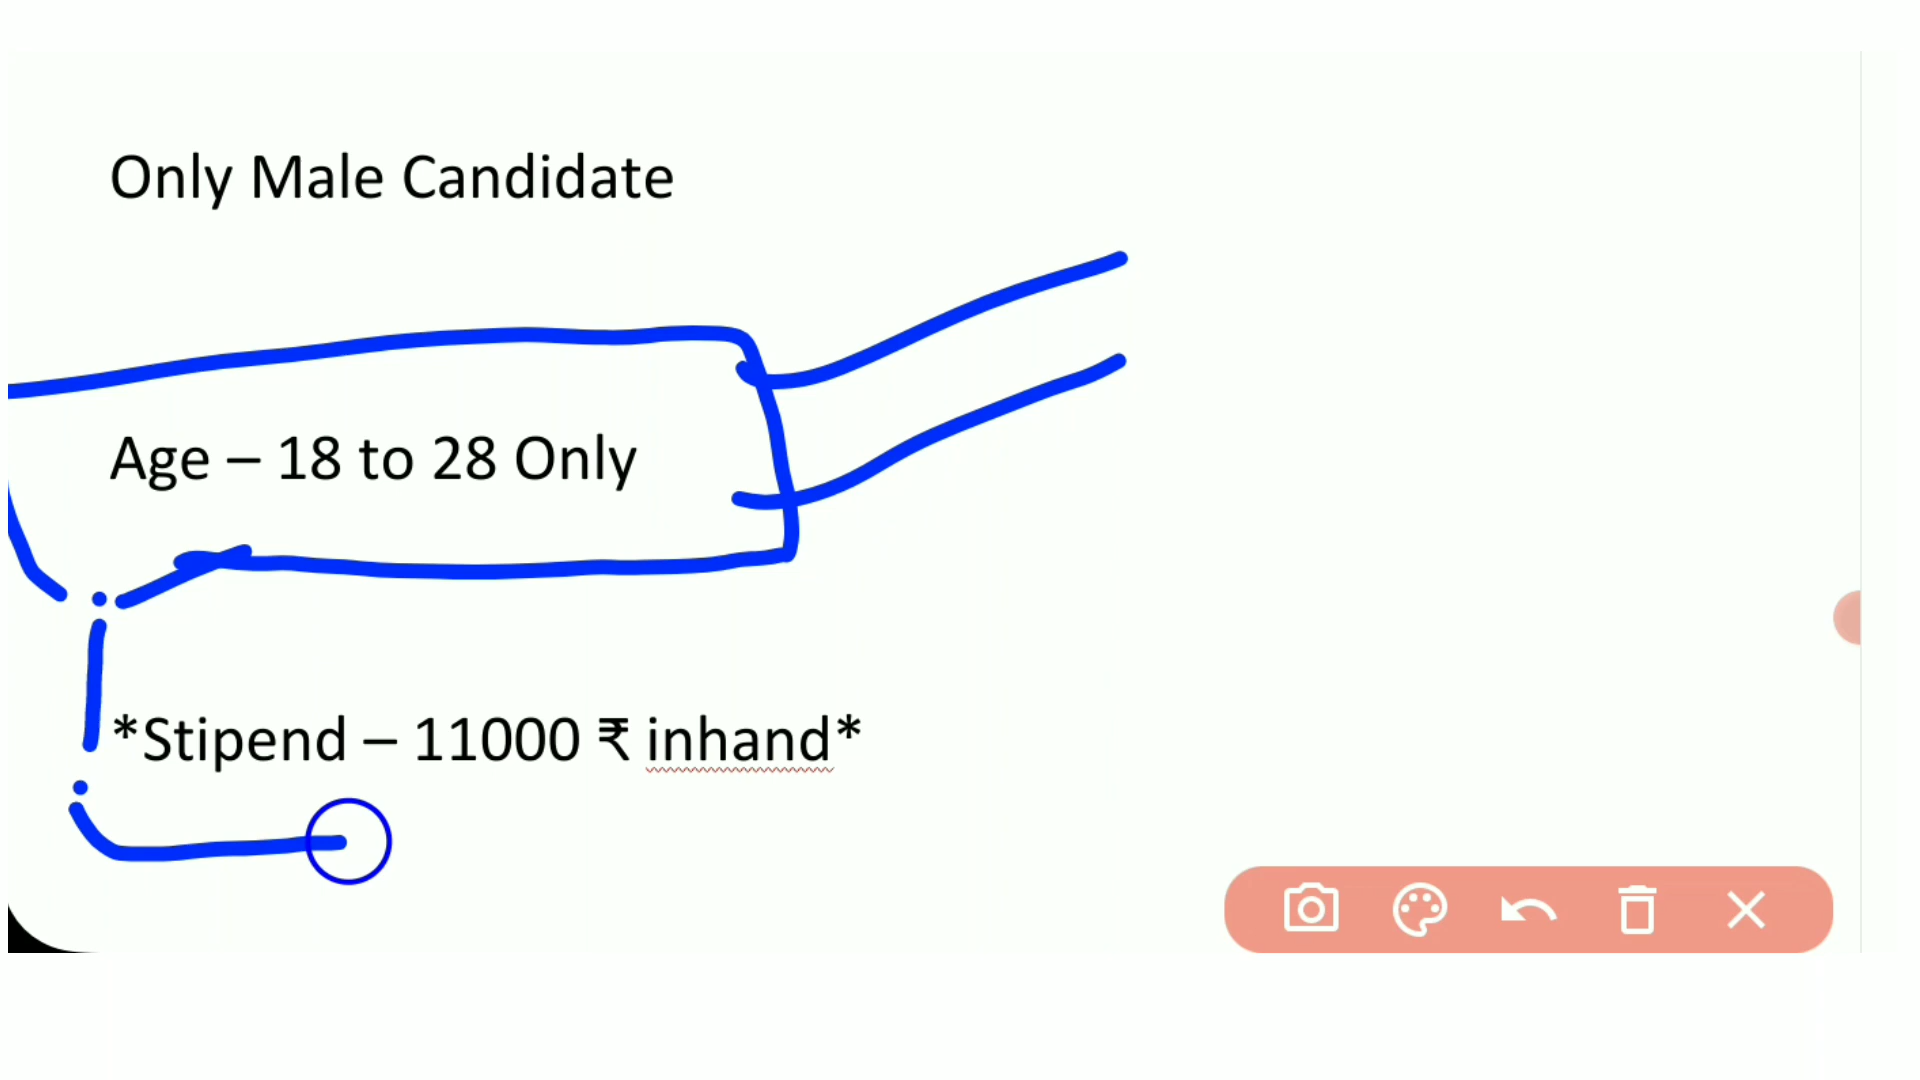 Only Male Candidate
Age – 18 to 28 Only
*Stipend – 11000 ₹ inhand*